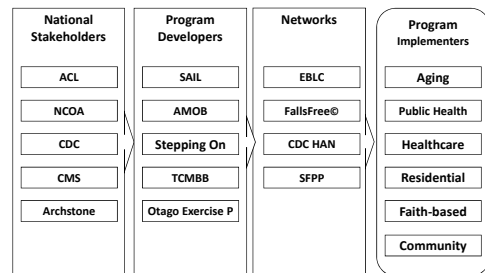 National
Stakeholders
ACL
NCOA
CDC
CMS
Archstone
Program
Developers
SAIL
AMOB
Stepping On
TCMBB
Otago Exercise P
Networks
EBLC
FallsFree©
CDC HAN
SFPP
Program
Implementers
Aging
Public Health
Healthcare
Residential
Faith-based
Community